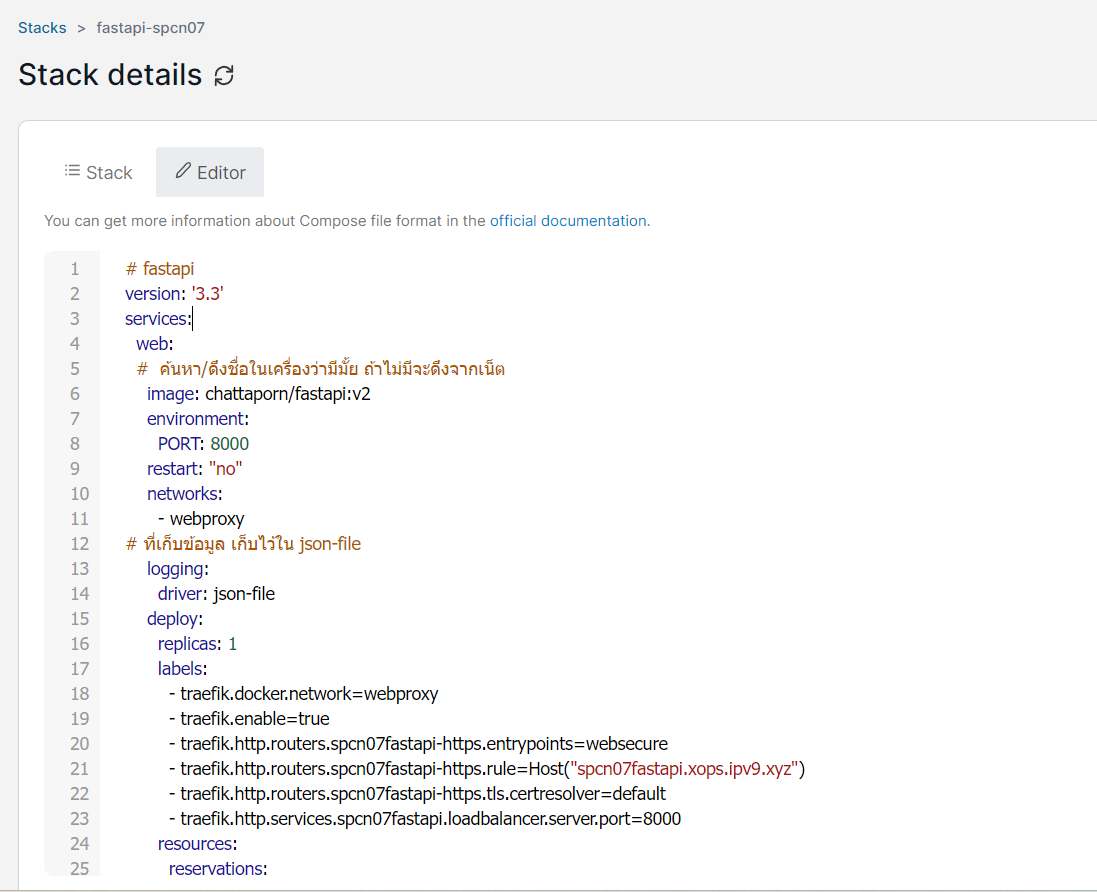 Stacks > fastapi-spcn07
Stack details
Stack
Editor
You can get more information about Compose file format in the official documentation.
1 # fastapi
2 version: '3.3'
3 services:
4 web:
5 # ค้นหา/ดึงชื่อในเครื่องว่ามีมั้ย ถ้าไม่มีจะดึงจากเน็ต
6 image: chattaporn/fastapi:v2
7 environment:
8 PORT: 8000
9 restart: "no"
10 networks:
11 - webproxy
12 # ที่เก็บข้อมูล เก็บไว้ใน json-file
13 logging:
14 driver: json-file
15 deploy:
16 replicas: 1
17 labels:
18 - traefik.docker.network=webproxy
19 - traefik.enable=true
20 - traefik.http.routers.spcn07fastapi-https.entrypoints=websecure
21 - traefik.http.routers.spcn07fastapi-https.rule=Host("spcn07fastapi.xops.ipv9.xyz")
22 - traefik.http.routers.spcn07fastapi-https.tls.certresolver=default
23 - traefik.http.services.spcn07fastapi.loadbalancer.server.port=8000
24 resources:
25 reservations: